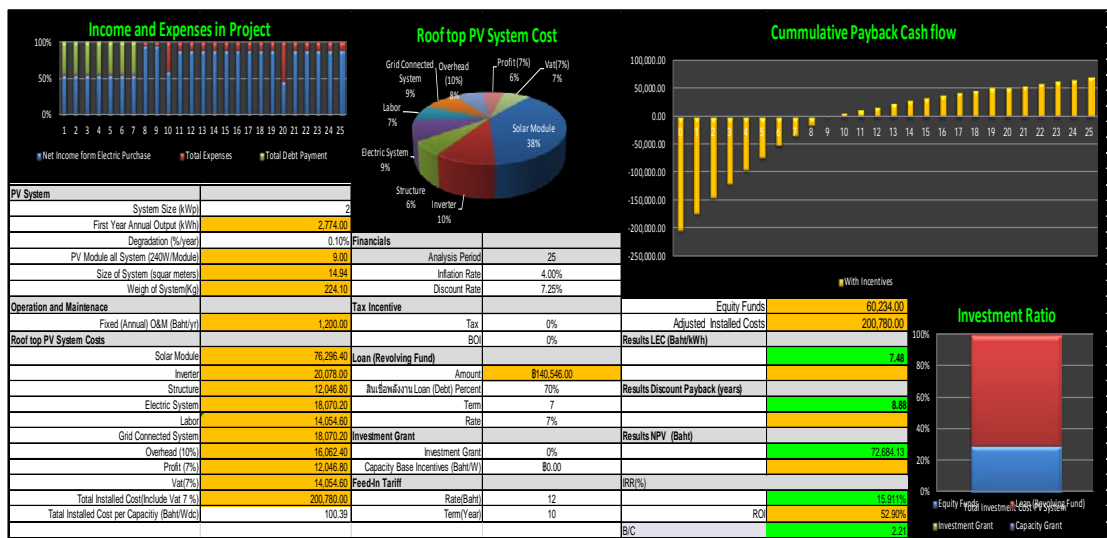 Income and Expenses in Project
100%
50%
0%
1 2 3 4 5 6 7 8 9 10 11 12 13 14 15 16 17 18 19 20 21 22 23 24 25
Net Income form Electric Purchase
Total Expenses
Total Debt Payment
Roof top PV System Cost
Grid Connected System 9%
Overhead (10%) 8%
Profit (7%) 6%
Vat(7%) 7%
Labor 7%
Solar Module 38%
Electric System 9%
Structure 6%
Inverter 10%
Cummulative Payback Cash flow
100,000.00
50,000.00
0.00
-50,000.00
-100,000.00
-150,000.00
-200,000.00
-250,000.00
0 1 2 3 4 5 6 7 8 9 10 11 12 13 14 15 16 17 18 19 20 21 22 23 24 25
With Incentives
PV System
System Size (kWp) 2
First Year Annual Output (kWh) 2,774.00
Degradation (%/year) 0.10%
PV Module all System (240W/Module) 9.00
Size of System (squar meters) 14.94
Weigh of System(Kg) 224.10
Operation and Maintenace
Fixed (Annual) O&M (Baht/yr) 1,200.00
Roof top PV System Costs
Solar Module 76,296.40
Inverter 20,078.00
Structure 12,046.80
Electric System 18,070.20
Labor 14,054.60
Grid Connected System 18,070.20
Overhead (10%) 16,062.40
Profit (7%) 12,046.80
Vat(7%) 14,054.60
Total Installed Cost(Include Vat 7 %) 200,780.00
Tatal Installed Cost per Capacitiy (Baht/Wdc) 100.39
Financials
Analysis Period 25
Inflation Rate 4.00%
Discount Rate 7.25%
Tax Incentive
Tax 0%
BOI 0%
Loan (Revolving Fund)
Amount ฿140,546.00
สินเชื่อพลังงาน Loan (Debt) Percent 70%
Term 7
Rate 7%
Investment Grant
Investment Grant 0%
Capacity Base Incentives (Baht/W) ฿0.00
Feed-In Tariff
Rate(Baht) 12
Term(Year) 10
Equity Funds 60,234.00
Adjusted Installed Costs 200,780.00
Results LEC (Baht/kWh)
7.48
Results Discount Payback (years)
8.88
Results NPV (Baht)
72,684.13
IRR(%)
15.911%
ROI 52.90%
B/C 2.21
Investment Ratio
100%
80%
60%
40%
20%
0%
Total Investment Cost PV System
Equity Funds
Loan (Revolving Fund)
Investment Grant
Capacity Grant